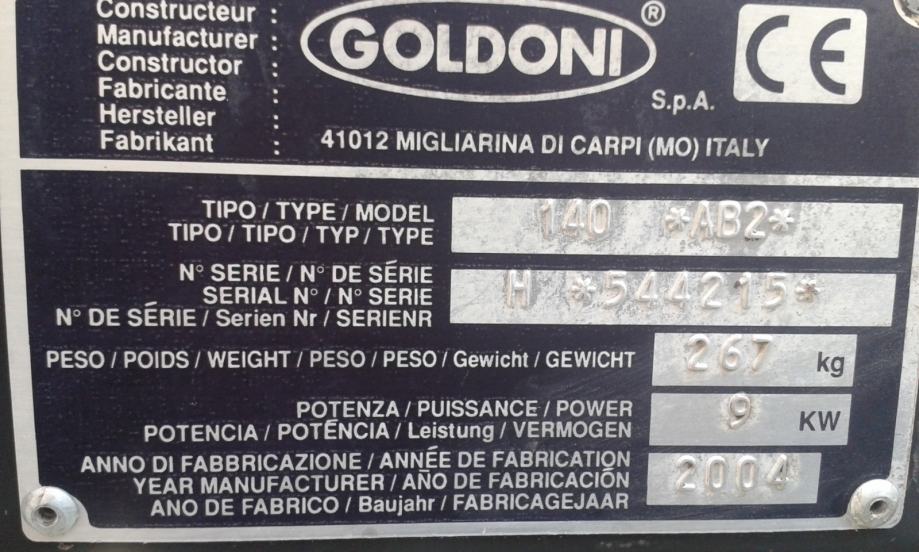 Constructeur :
Manufacturer :
Constructor :
Fabricante :
Hersteller :
Fabrikant :
GOLDONI ®
S.p.A.
CE
41012 MIGLIARINA DI CARPI (MO) ITALY
TIPO / TYPE / MODEL
TIPO / TIPO / TYP / TYPE
140 *AB2*
N° SERIE / N° DE SÉRIE
SERIAL N° / N° SERIE
N° DE SÉRIE / Serien Nr / SERIENR
H *544215*
PESO / POIDS / WEIGHT / PESO / PESO / Gewicht / GEWICHT 267 kg
POTENZA / PUISSANCE / POWER
POTENCIA / POTÊNCIA / Leistung / VERMOGEN
9 KW
ANNO DI FABBRICAZIONE / ANNÉE DE FABRICATION
YEAR MANUFACTURER / AÑO DE FABRICACIÓN
ANO DE FABRICO / Baujahr / FABRICAGEJAAR
2004